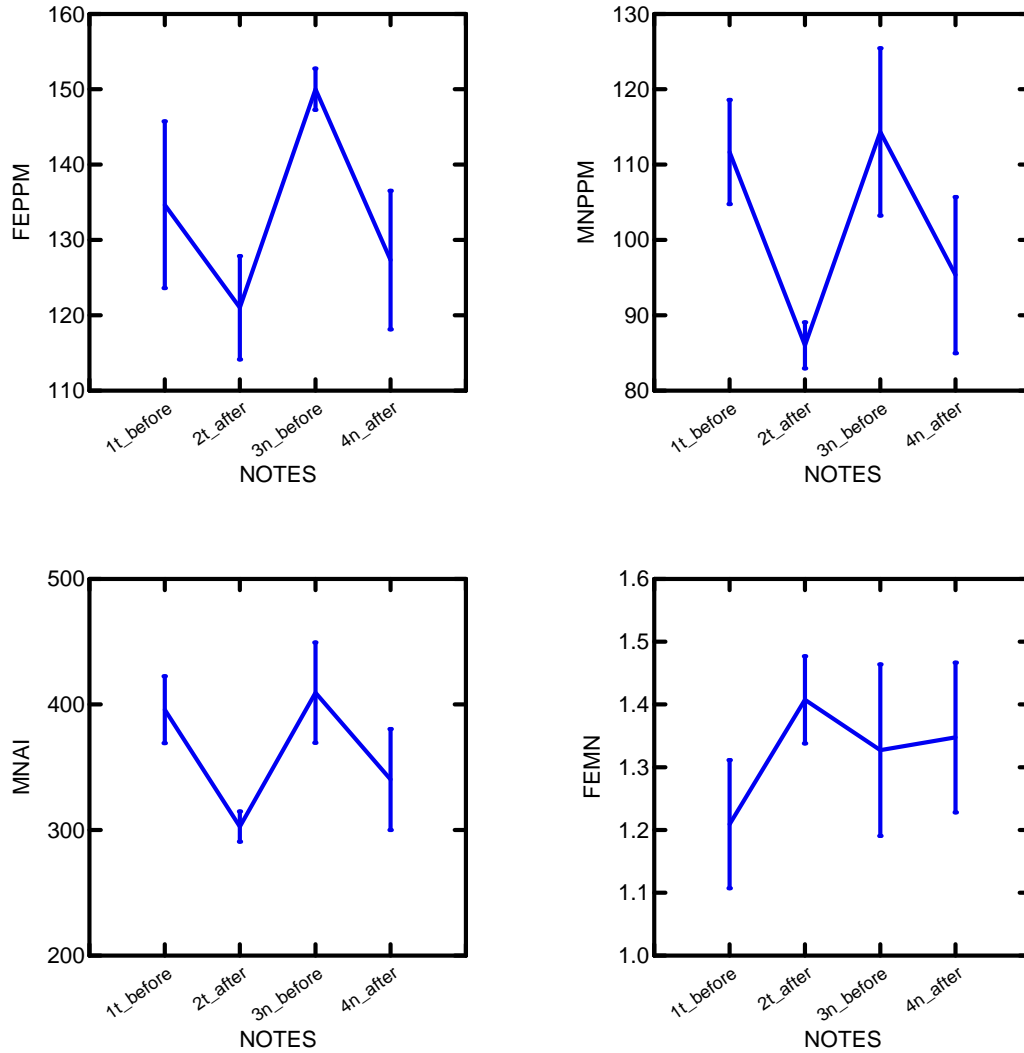 160
150
140
130
120
110
FEPPM
1t_before
2t_after
3n_before
4n_after
NOTES
130
120
110
100
90
80
MNPPM
1t_before
2t_after
3n_before
4n_after
NOTES
500
400
300
200
MNAI
1t_before
2t_after
3n_before
4n_after
NOTES
1.6
1.5
1.4
1.3
1.2
1.1
1.0
FEMN
1t_before
2t_after
3n_before
4n_after
NOTES